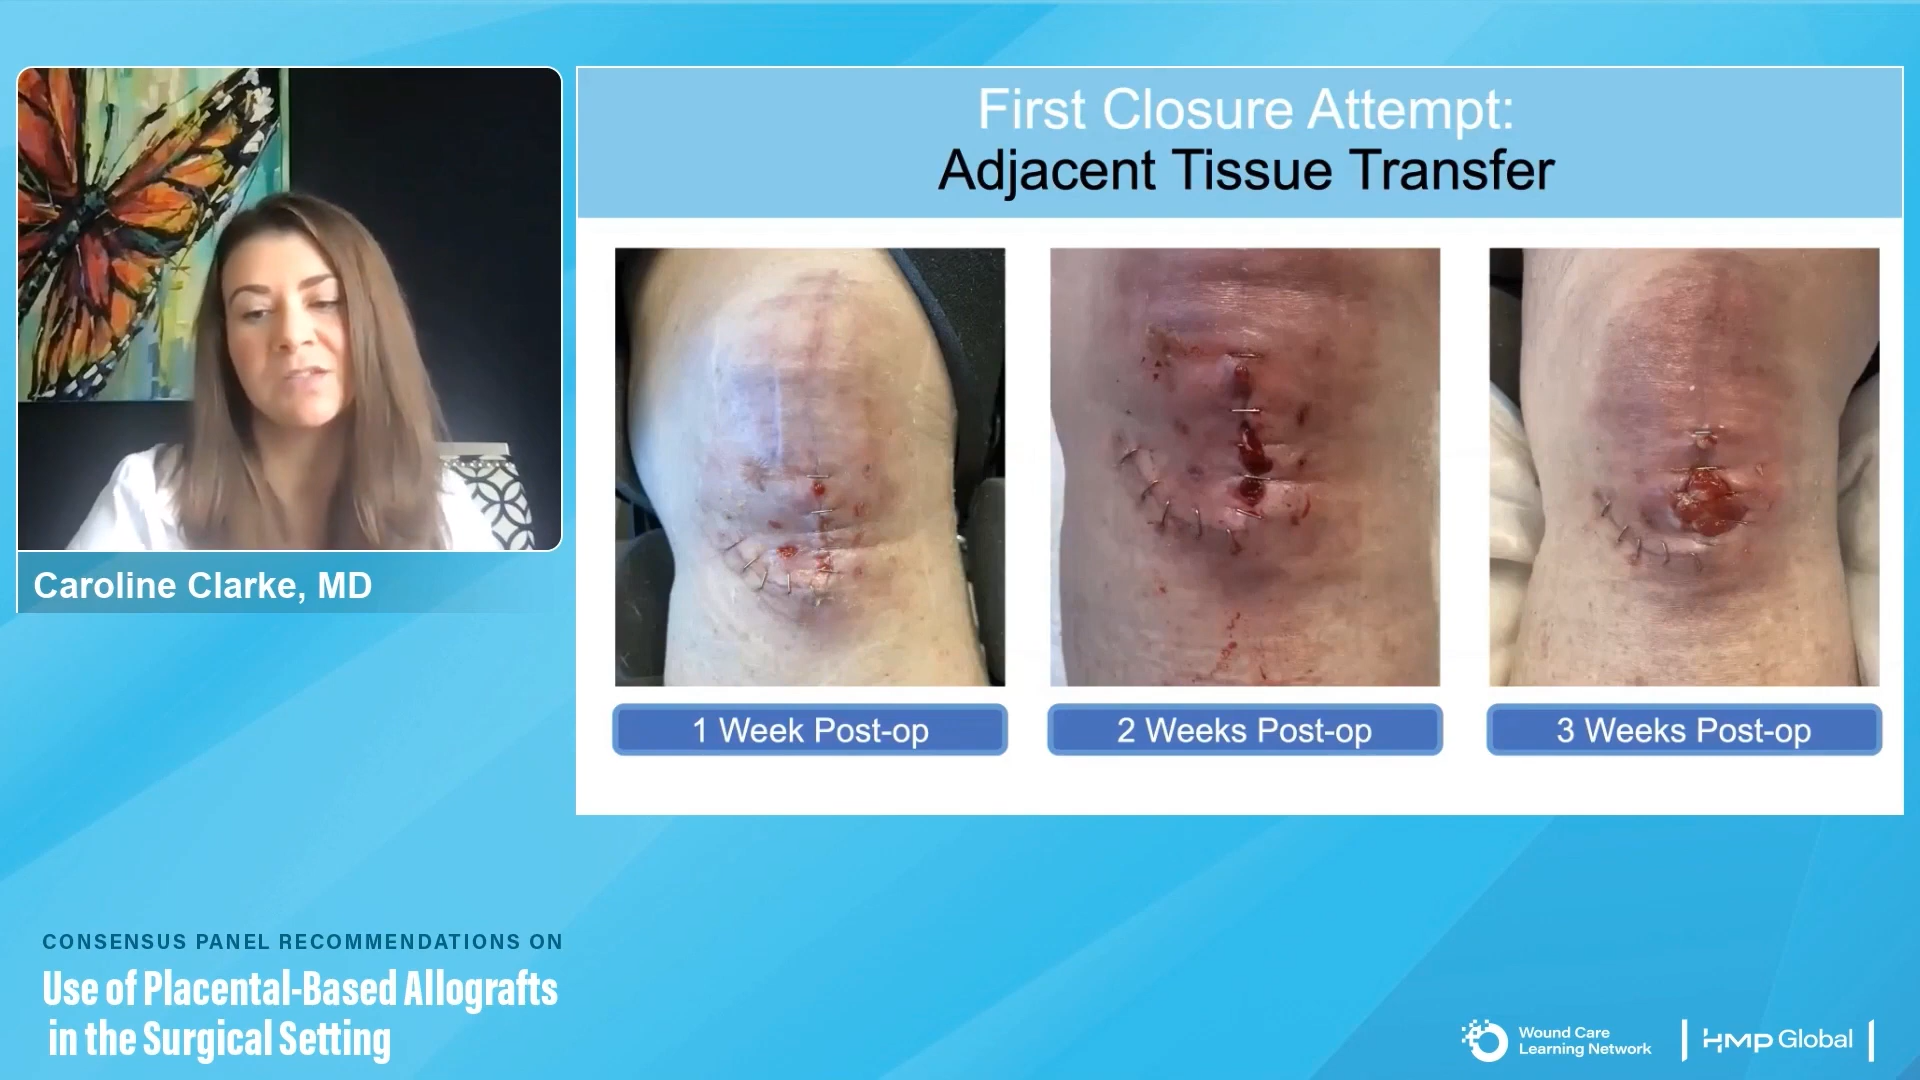 First Closure Attempt:
Adjacent Tissue Transfer
Caroline Clarke, MD
1 Week Post-op
2 Weeks Post-op
3 Weeks Post-op
CONSENSUS PANEL RECOMMENDATIONS ON
Use of Placental-Based Allografts
in the Surgical Setting
Wound Care
Learning Network
HMP Global